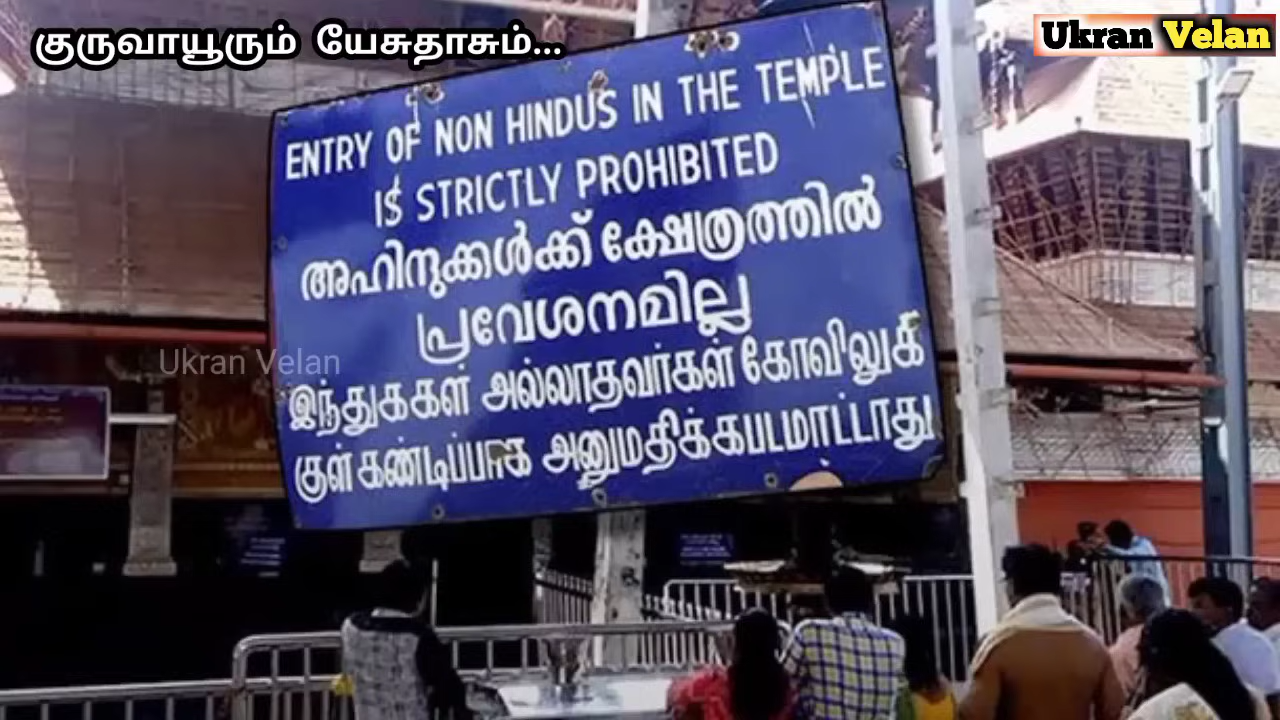 குருவாயூரும் யேசுதாசும்...
Ukran Velan
ENTRY OF NON HINDUS IN THE TEMPLE
IS STRICTLY PROHIBITED
അഹിന്ദുക്കൾക്ക് ക്ഷേത്രത്തിൽ
പ്രവേശനമില്ല
Ukran Velan
இந்துககள் அல்லாதவர்கள் கோவிலுக்
குள் கண்டிப்பாக அனுமதிக்கபடமாட்டாது